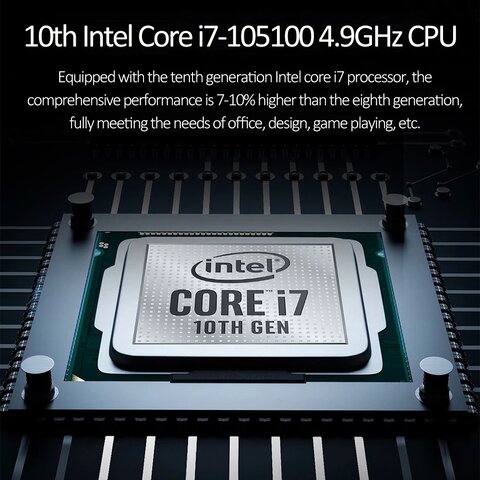 10th Intel Core i7-105100 4.9GHz CPU
Equipped with the tenth generation Intel core i7 processor, the
comprehensive performance is 7-10% higher than the eighth generation,
fully meeting the needs of office, design, game playing, etc.
intel
CORE™ i7
10TH GEN